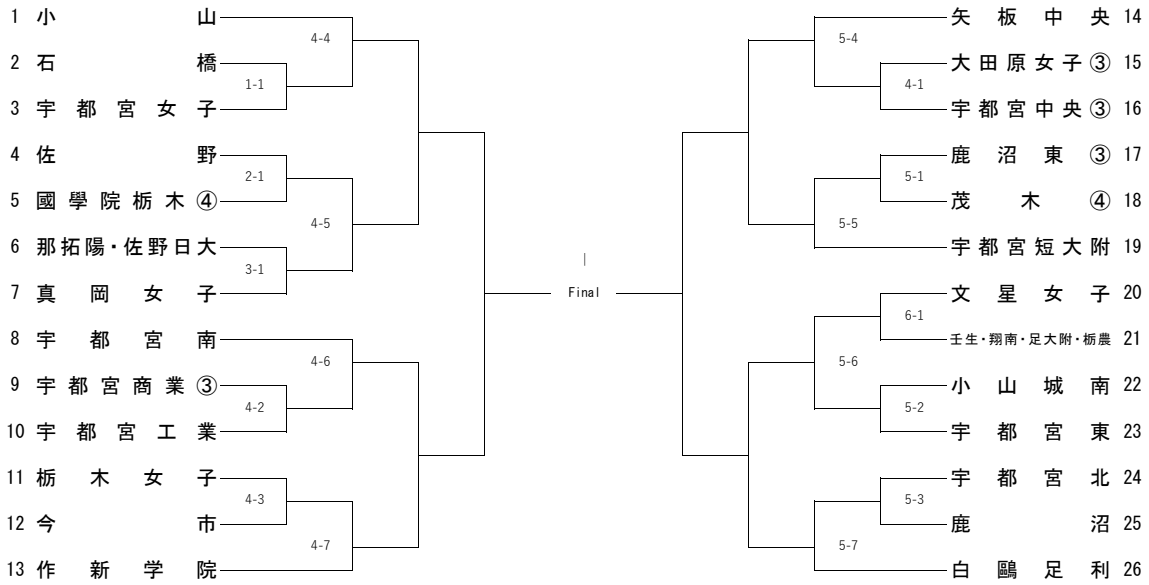 1 小山
4-4
2 石橋
1-1
3 宇都宮女子
4 佐野
2-1
5 國學院栃木④
4-5
6 那拓陽・佐野日大
3-1
7 真岡女子
8 宇都宮南
4-6
9 宇都宮商業③
4-2
10 宇都宮工業
11 栃木女子
4-3
12 今市
4-7
13 作新学院
|
Final
矢板中央 14
5-4
大田原女子③ 15
4-1
宇都宮中央③ 16
鹿沼東③ 17
5-1
茂木④ 18
5-5
宇都宮短大附 19
文星女子 20
6-1
壬生・翔南・足大附・栃農 21
5-6
小山城南 22
5-2
宇都宮東 23
宇都宮北 24
5-3
鹿沼 25
5-7
白鷗足利 26